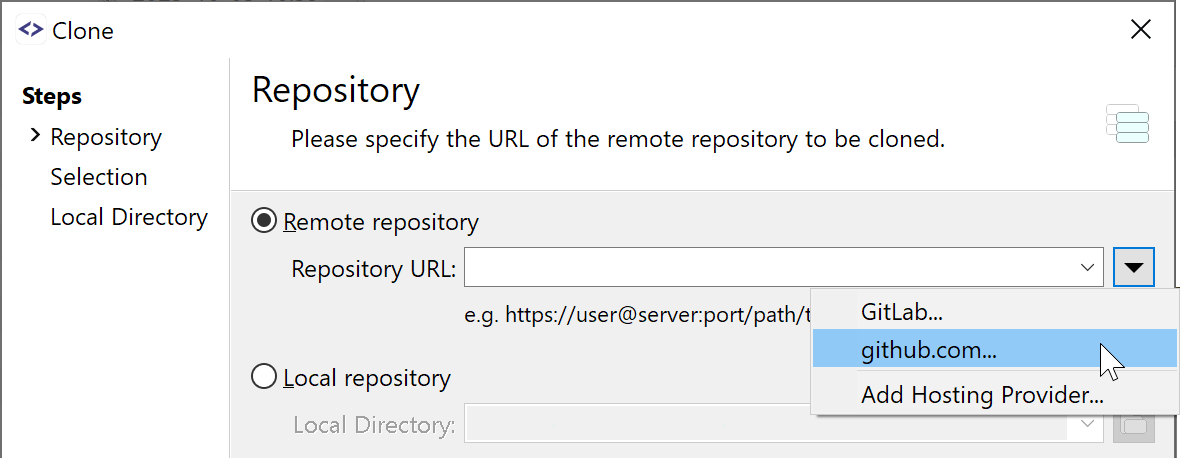 Clone
Steps
Repository
Selection
Local Directory
Repository
Please specify the URL of the remote repository to be cloned.
Remote repository
Repository URL:
e.g. https://user@server:port/path/t
GitLab...
github.com...
Add Hosting Provider...
Local repository
Local Directory: